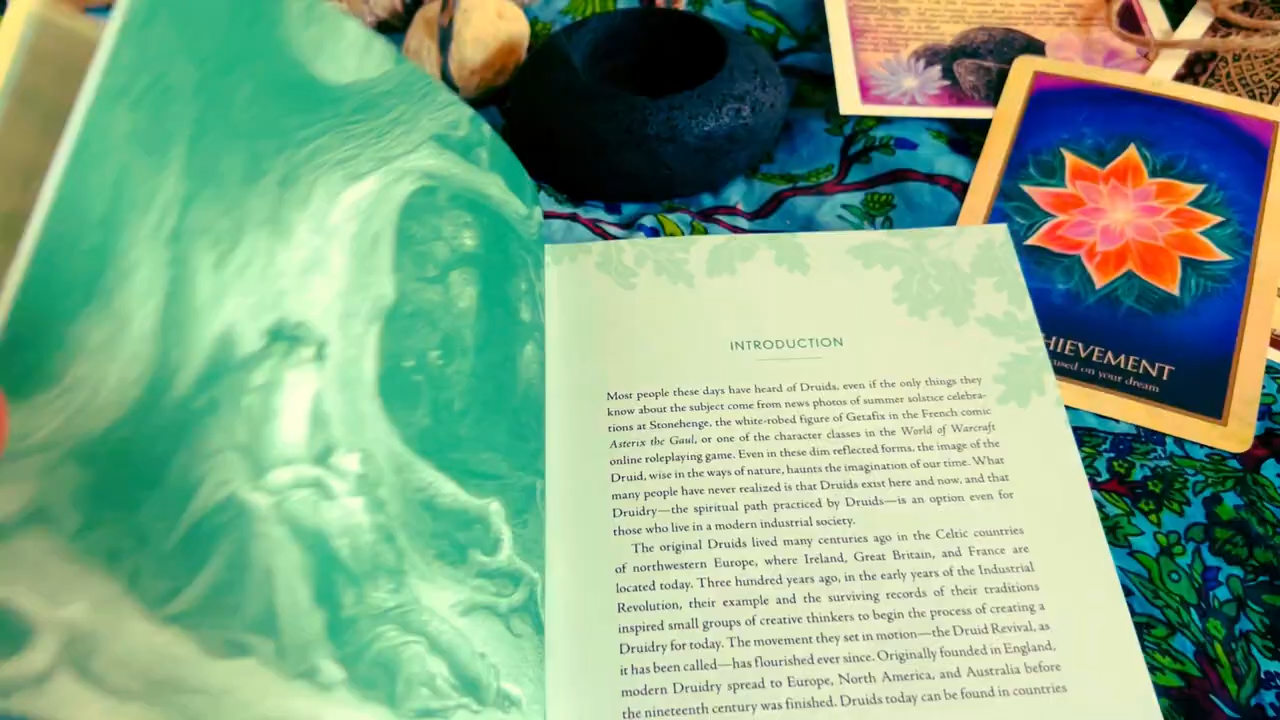 INTRODUCTION
Most people these days have heard of Druids, even if the only things they
know about the subject come from news photos of summer solstice celebra-
tions at Stonehenge, the white-robed figure of Getafix in the French comic
Asterix the Gaul, or one of the character classes in the World of Warcraft
online roleplaying game. Even in these dim reflected forms, the image of the
Druid, wise in the ways of nature, haunts the imagination of our time. What
many people have never realized is that Druids exist here and now, and that
Druidry—the spiritual path practiced by Druids—is an option even for
those who live in a modern industrial society.
The original Druids lived many centuries ago in the Celtic countries
of northwestern Europe, where Ireland, Great Britain, and France are
located today. Three hundred years ago, in the early years of the Industrial
Revolution, their example and the surviving records of their traditions
inspired small groups of creative thinkers to begin the process of creating a
Druidry for today. The movement they set in motion—the Druid Revival, as
it has been called—has flourished ever since. Originally founded in England,
modern Druidry spread to Europe, North America, and Australia before
the nineteenth century was finished. Druids today can be found in countries
HIEVEMENT
used on your dream